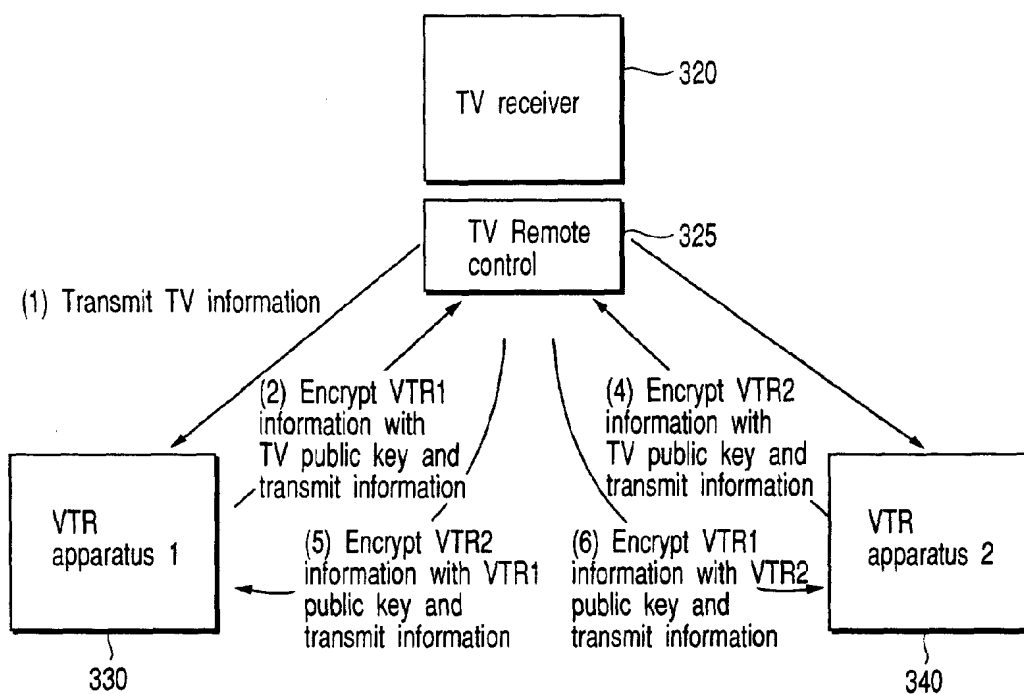 TV receiver
320
TV Remote
control
325
(1) Transmit TV information
(2) Encrypt VTR1
information with
TV public key and
transmit information
(4) Encrypt VTR2
information with
TV public key and
transmit information
VTR
apparatus 1
(5) Encrypt VTR2
information with VTR1
public key and
transmit information
(6) Encrypt VTR1
information with VTR2
public key and
transmit information
VTR
apparatus 2
330
340